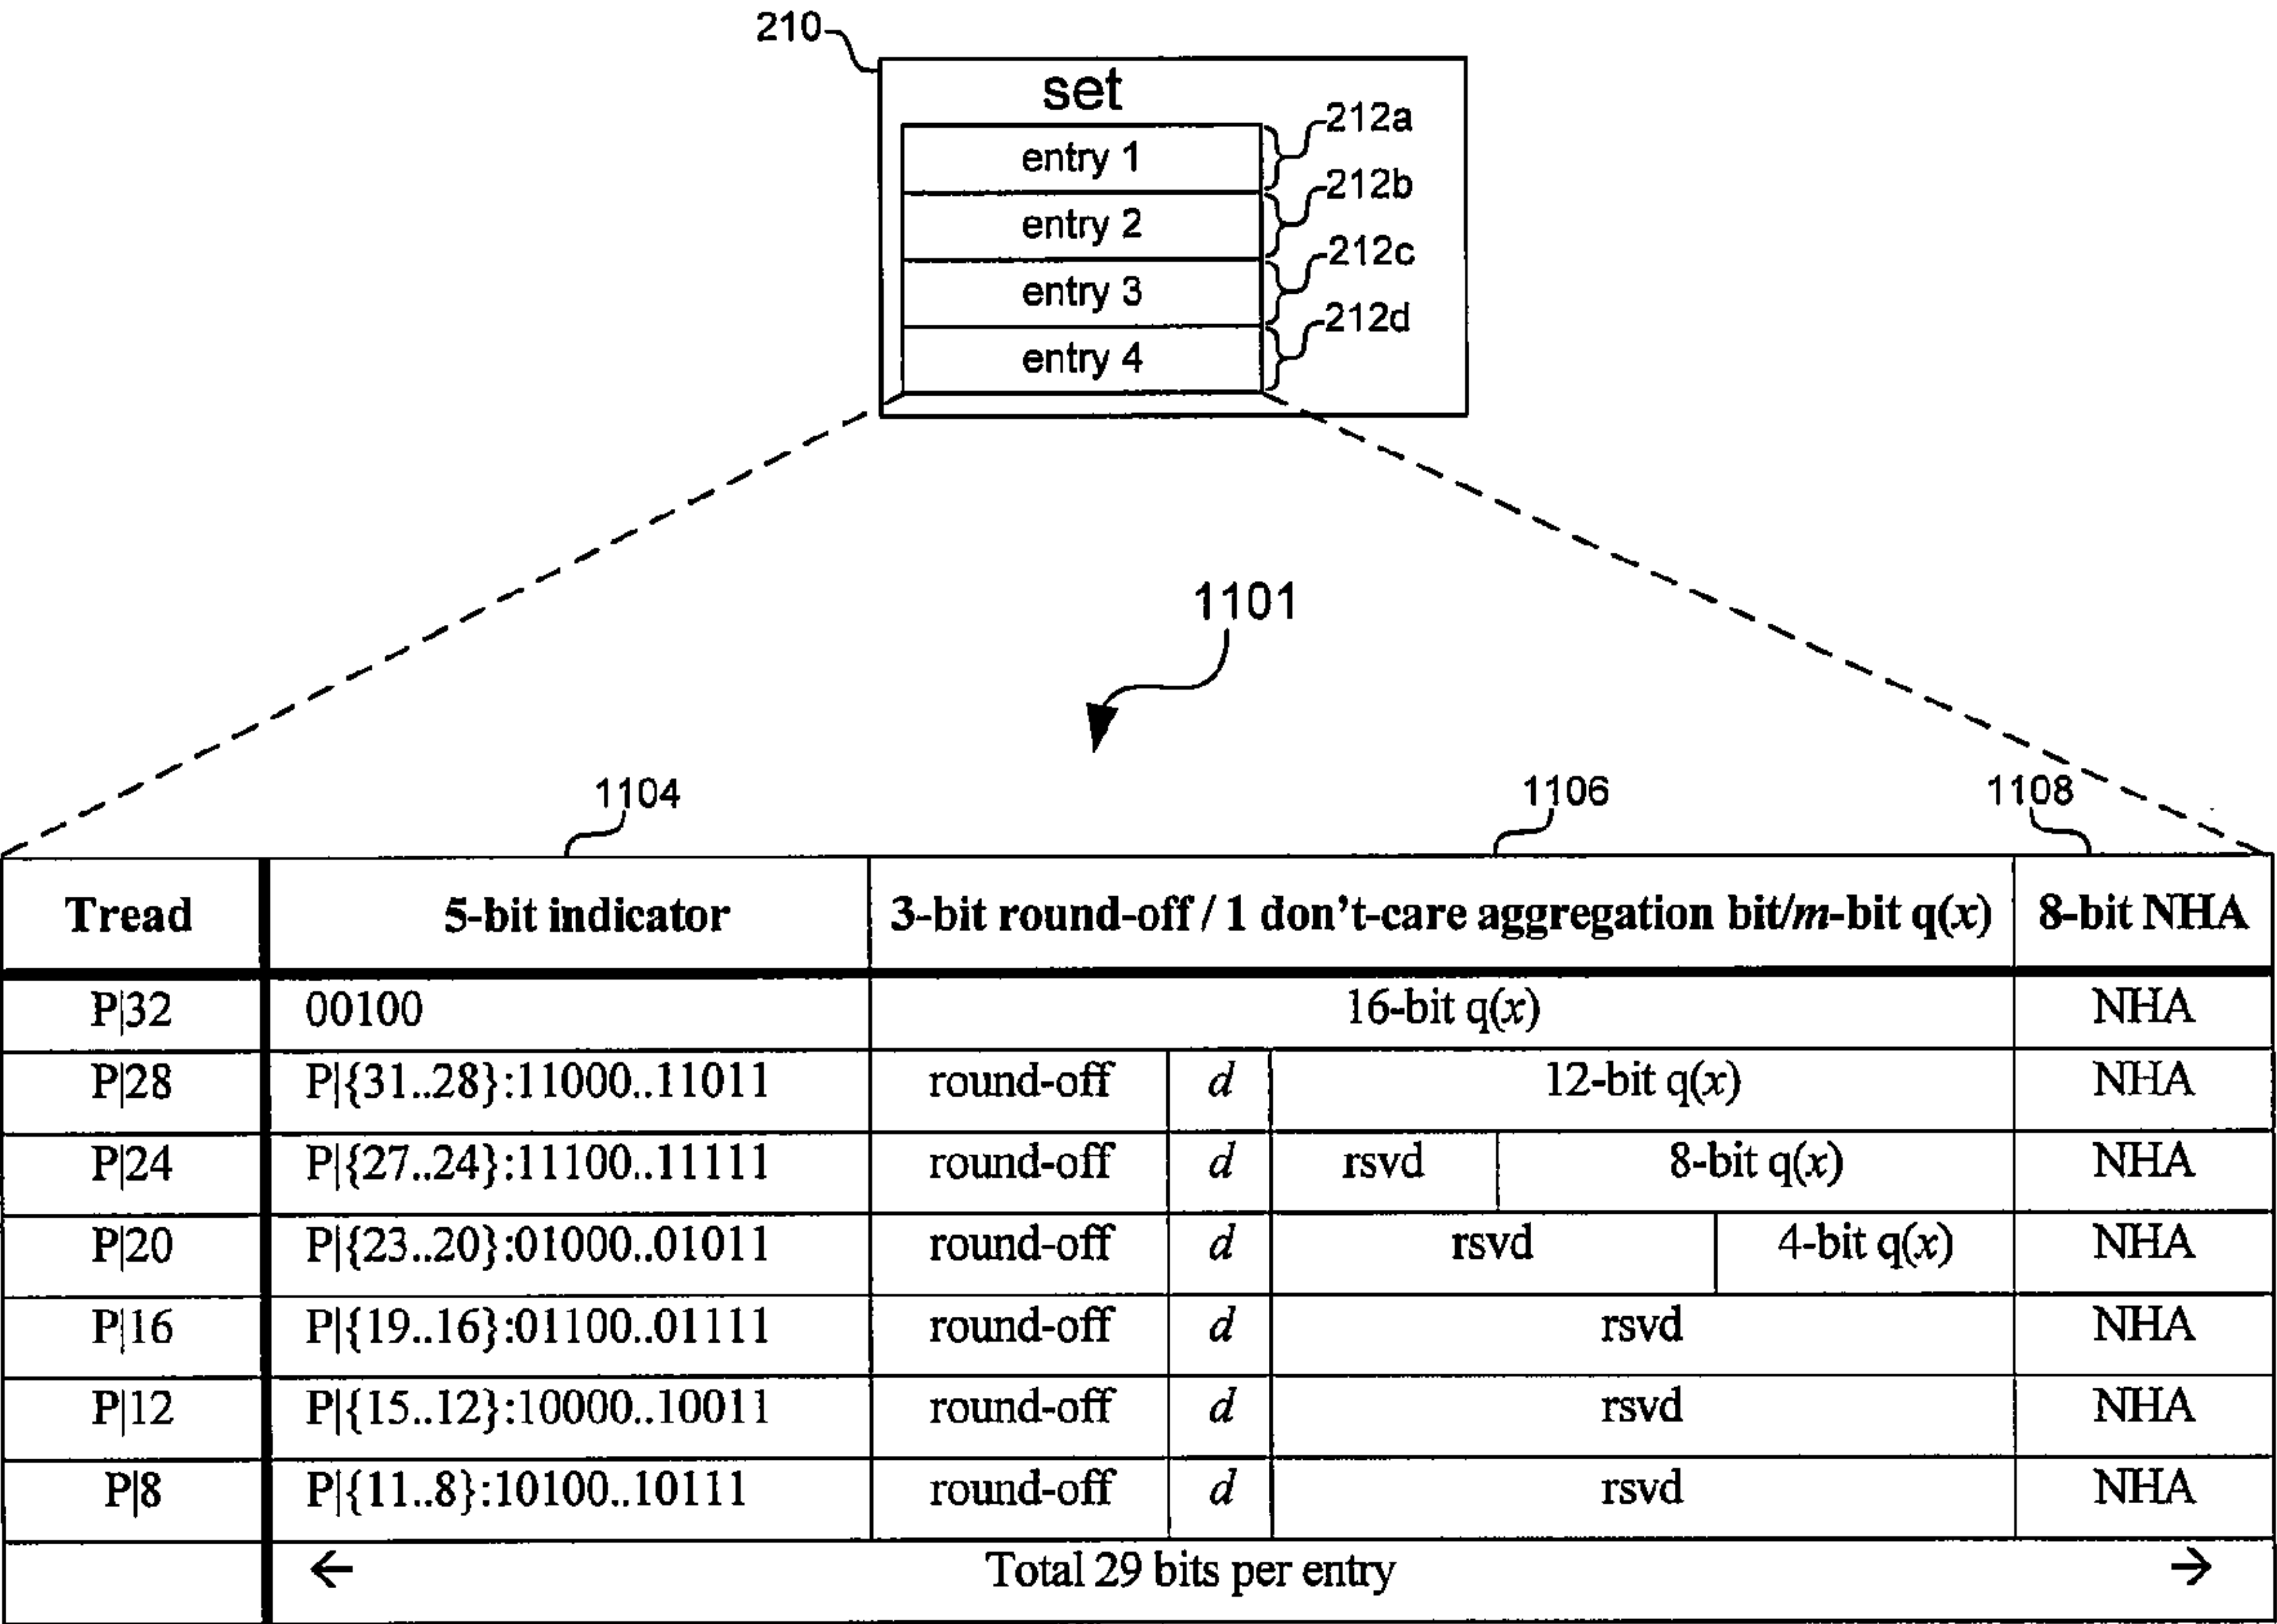 210
set
entry 1
212a
entry 2
212b
entry 3
212c
entry 4
212d
1101
1104
1106
1108
Tread 5-bit indicator 3-bit round-off / 1 don't-care aggregation bit/m-bit q(x) 8-bit NHA
P|32 00100 16-bit q(x) NHA
P|28 P|{31..28}:11000..11011 round-off d 12-bit q(x) NHA
P|24 P|{27..24}:11100..11111 round-off d rsvd 8-bit q(x) NHA
P|20 P|{23..20}:01000..01011 round-off d rsvd 4-bit q(x) NHA
P|16 P|{19..16}:01100..01111 round-off d rsvd NHA
P|12 P|{15..12}:10000..10011 round-off d rsvd NHA
P|8 P|{11..8}:10100..10111 round-off d rsvd NHA
← Total 29 bits per entry →